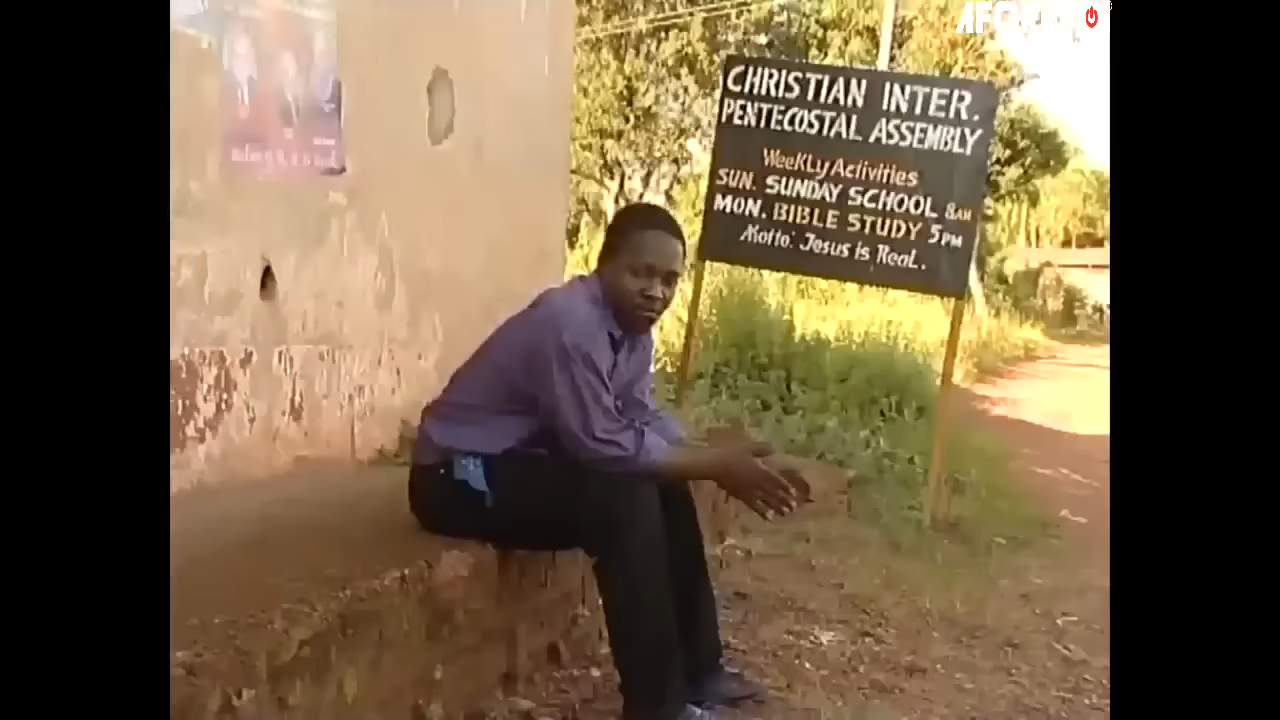 CHRISTIAN INTER.
PENTECOSTAL ASSEMBLY
WeeKLy Activities
SUN. SUNDAY SCHOOL 8AM
MON. BIBLE STUDY 5PM
Motto: Jesus is Real.